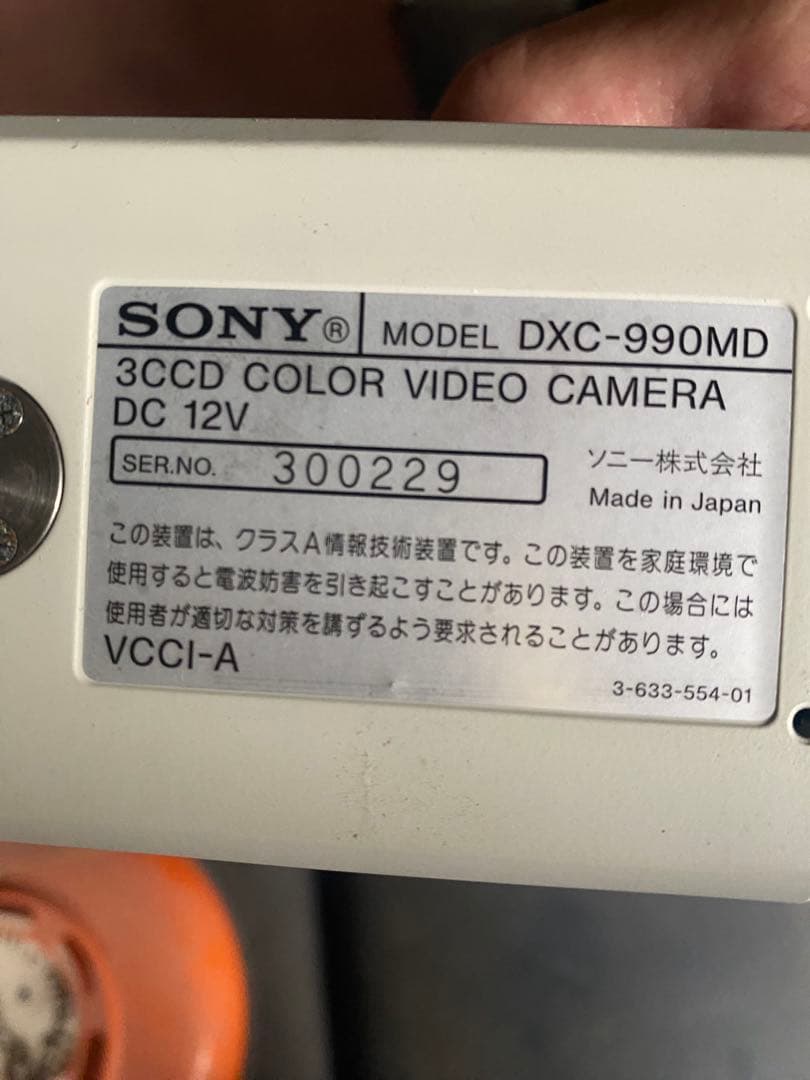 SONY® MODEL DXC-990MD
3CCD COLOR VIDEO CAMERA
DC 12V
SER.NO. 300229
ソニー株式会社
Made in Japan
この装置は、クラスA情報技術装置です。この装置を家庭環境で
使用すると電波妨害を引き起こすことがあります。この場合には
使用者が適切な対策を講ずるよう要求されることがあります。
VCCI-A
3-633-554-01